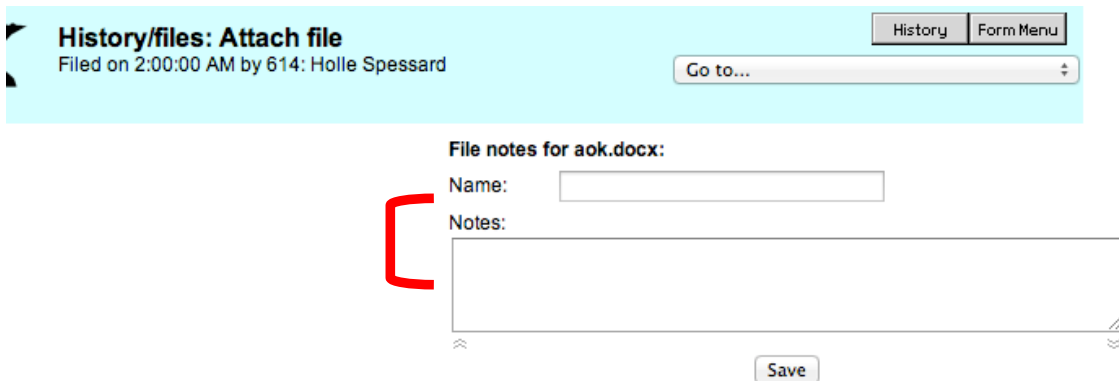 History/files: Attach file
History Form Menu
Filed on 2:00:00 AM by 614: Holle Spessard
Go to...
File notes for aok.docx:
Name:
Notes:
Save